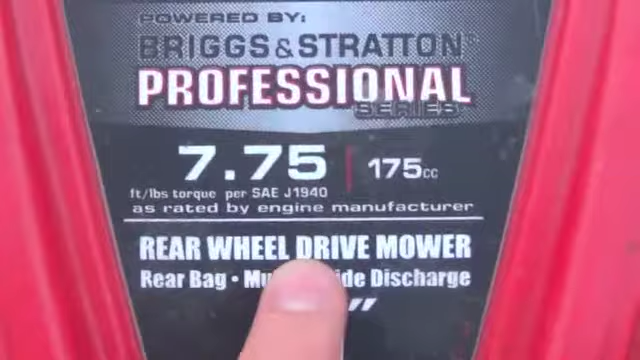 POWERED BY:
BRIGGS & STRATTON
PROFESSIONAL
SERIES
7.75 | 175cc
ft/lbs torque per SAE J1940
as rated by engine manufacturer
REAR WHEEL DRIVE MOWER
Rear Bag • Discharge
"